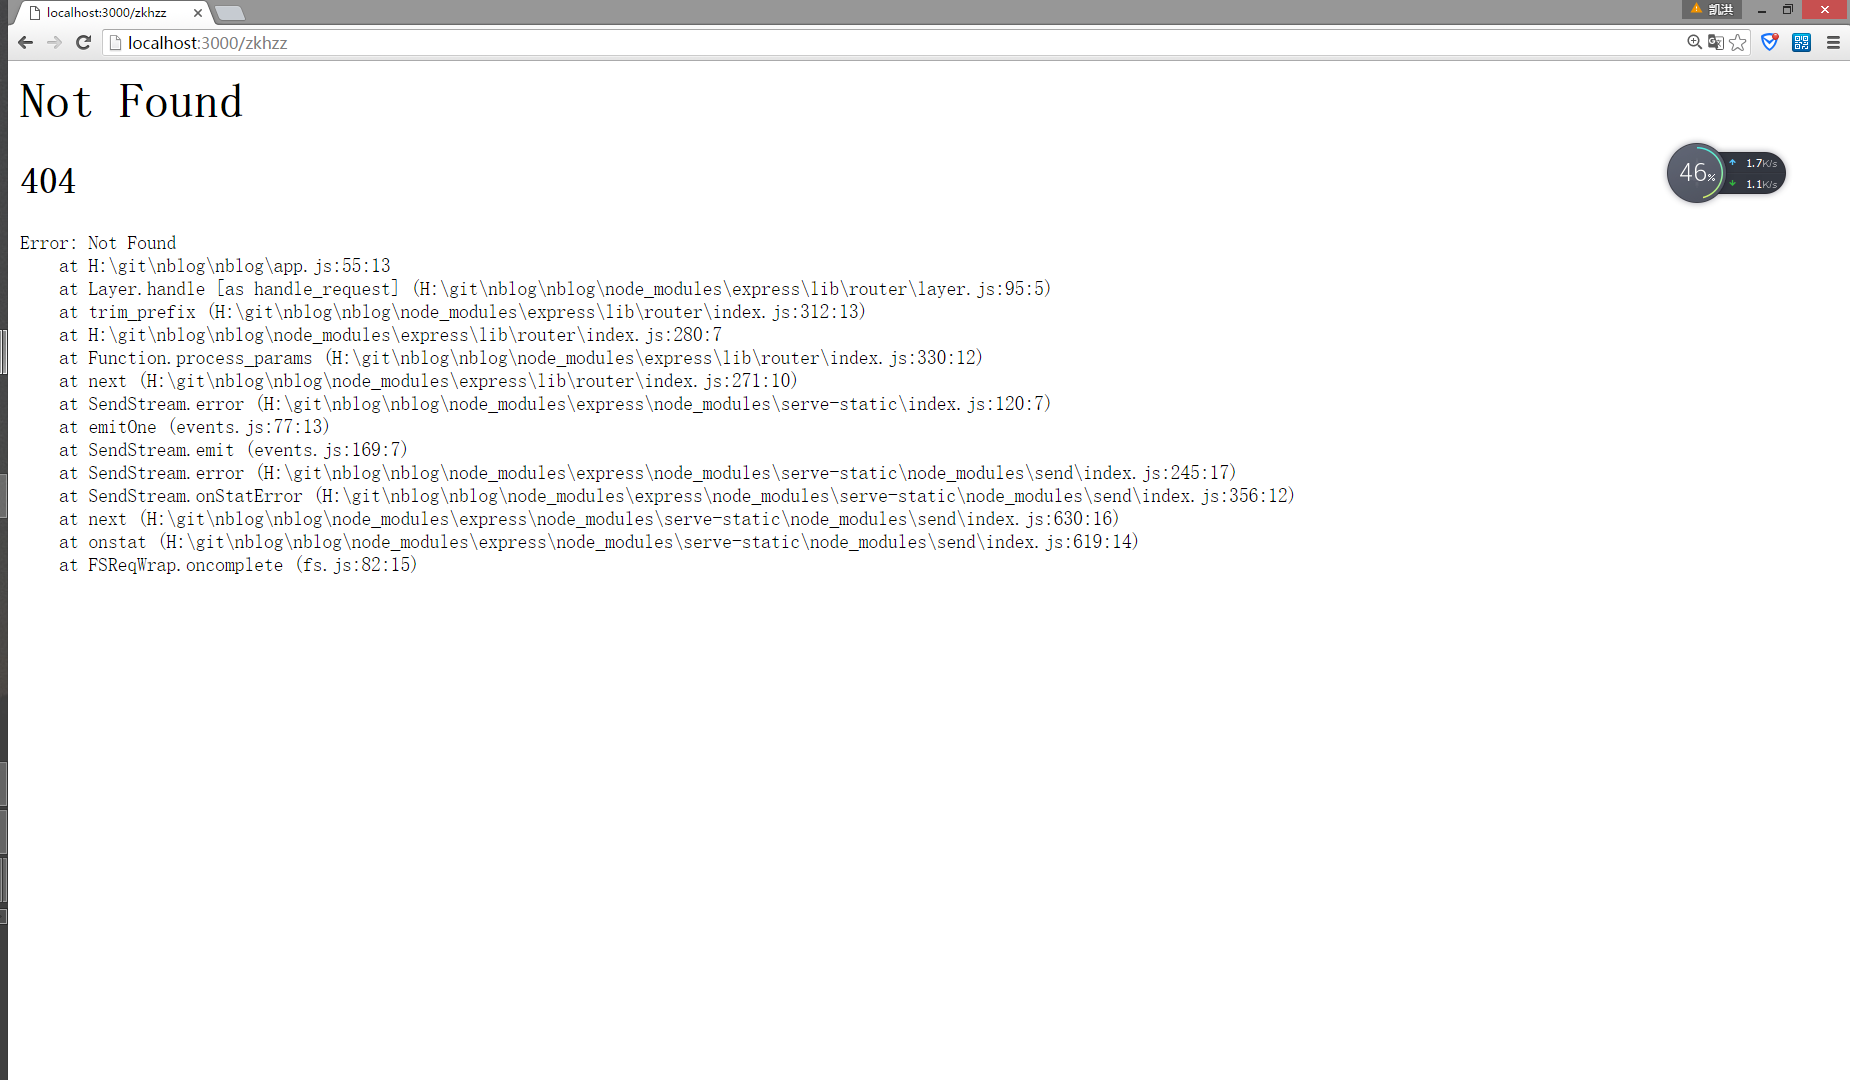 localhost:3000/zkhzz
凯洪
localhost:3000/zkhzz
Not Found
404
46%
1.7K/s
1.1K/s
Error: Not Found
at H:\git\nblog\nblog\app.js:55:13
at Layer.handle [as handle_request] (H:\git\nblog\nblog\node_modules\express\lib\router\layer.js:95:5)
at trim_prefix (H:\git\nblog\nblog\node_modules\express\lib\router\index.js:312:13)
at H:\git\nblog\nblog\node_modules\express\lib\router\index.js:280:7
at Function.process_params (H:\git\nblog\nblog\node_modules\express\lib\router\index.js:330:12)
at next (H:\git\nblog\nblog\node_modules\express\lib\router\index.js:271:10)
at SendStream.error (H:\git\nblog\nblog\node_modules\express\node_modules\serve-static\index.js:120:7)
at emitOne (events.js:77:13)
at SendStream.emit (events.js:169:7)
at SendStream.error (H:\git\nblog\nblog\node_modules\express\node_modules\serve-static\node_modules\send\index.js:245:17)
at SendStream.onStatError (H:\git\nblog\nblog\node_modules\express\node_modules\serve-static\node_modules\send\index.js:356:12)
at next (H:\git\nblog\nblog\node_modules\express\node_modules\serve-static\node_modules\send\index.js:630:16)
at onstat (H:\git\nblog\nblog\node_modules\express\node_modules\serve-static\node_modules\send\index.js:619:14)
at FSReqWrap.oncomplete (fs.js:82:15)